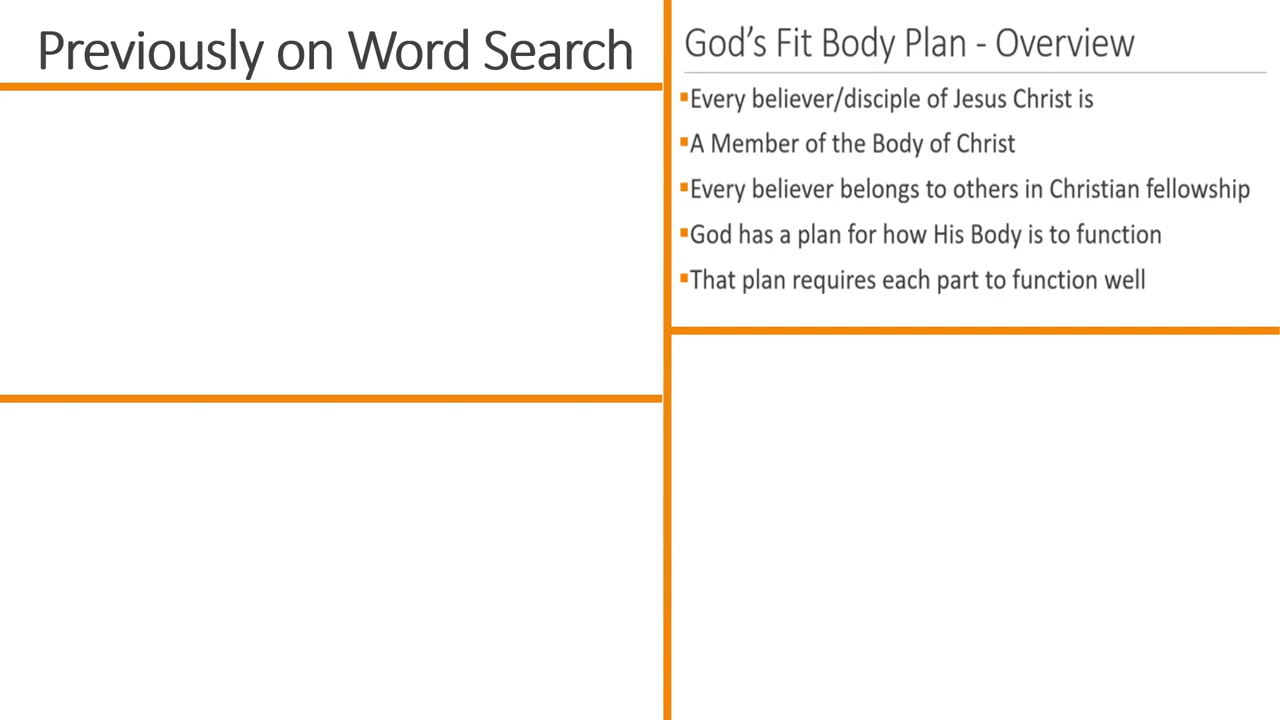 Previously on Word Search
God's Fit Body Plan - Overview
▪Every believer/disciple of Jesus Christ is
▪A Member of the Body of Christ
▪Every believer belongs to others in Christian fellowship
▪God has a plan for how His Body is to function
▪That plan requires each part to function well